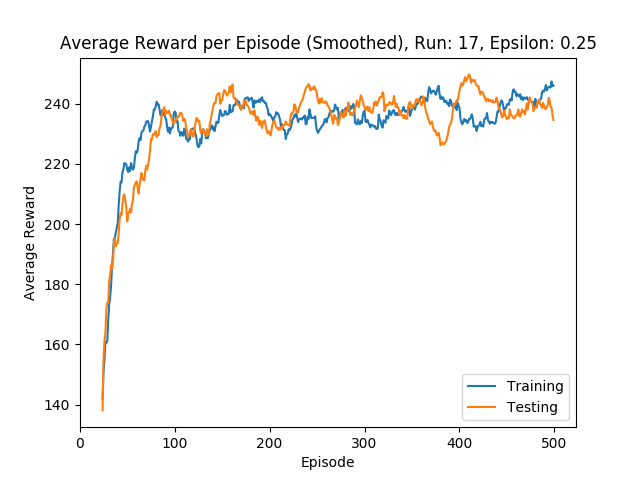 Average Reward per Episode (Smoothed), Run: 17, Epsilon: 0.25
240
220
200
180
160
140
Average Reward
0 100 200 300 400 500
Episode
Training
Testing